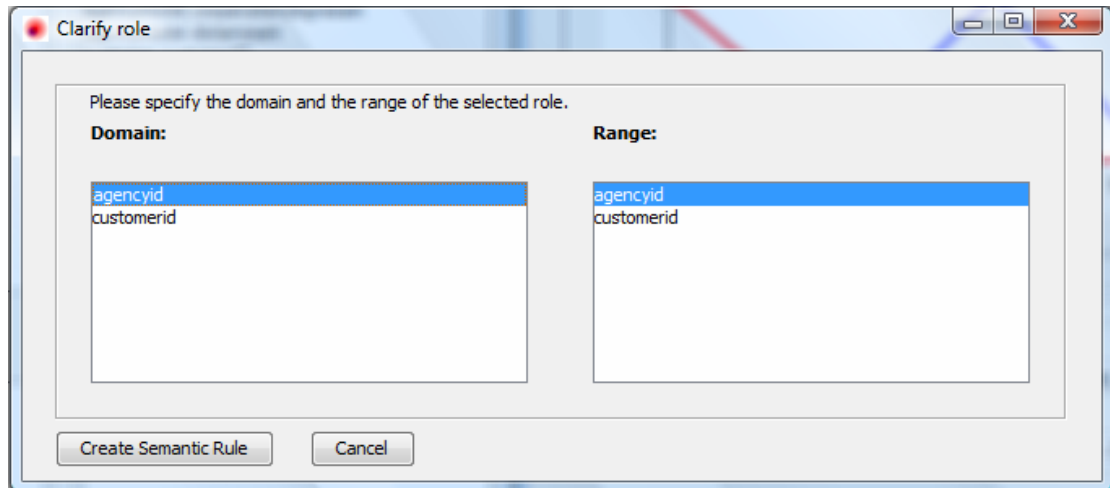 Clarify role
Please specify the domain and the range of the selected role.
Domain: Range:
agencyid agencyid
customerid customerid
Create Semantic Rule Cancel